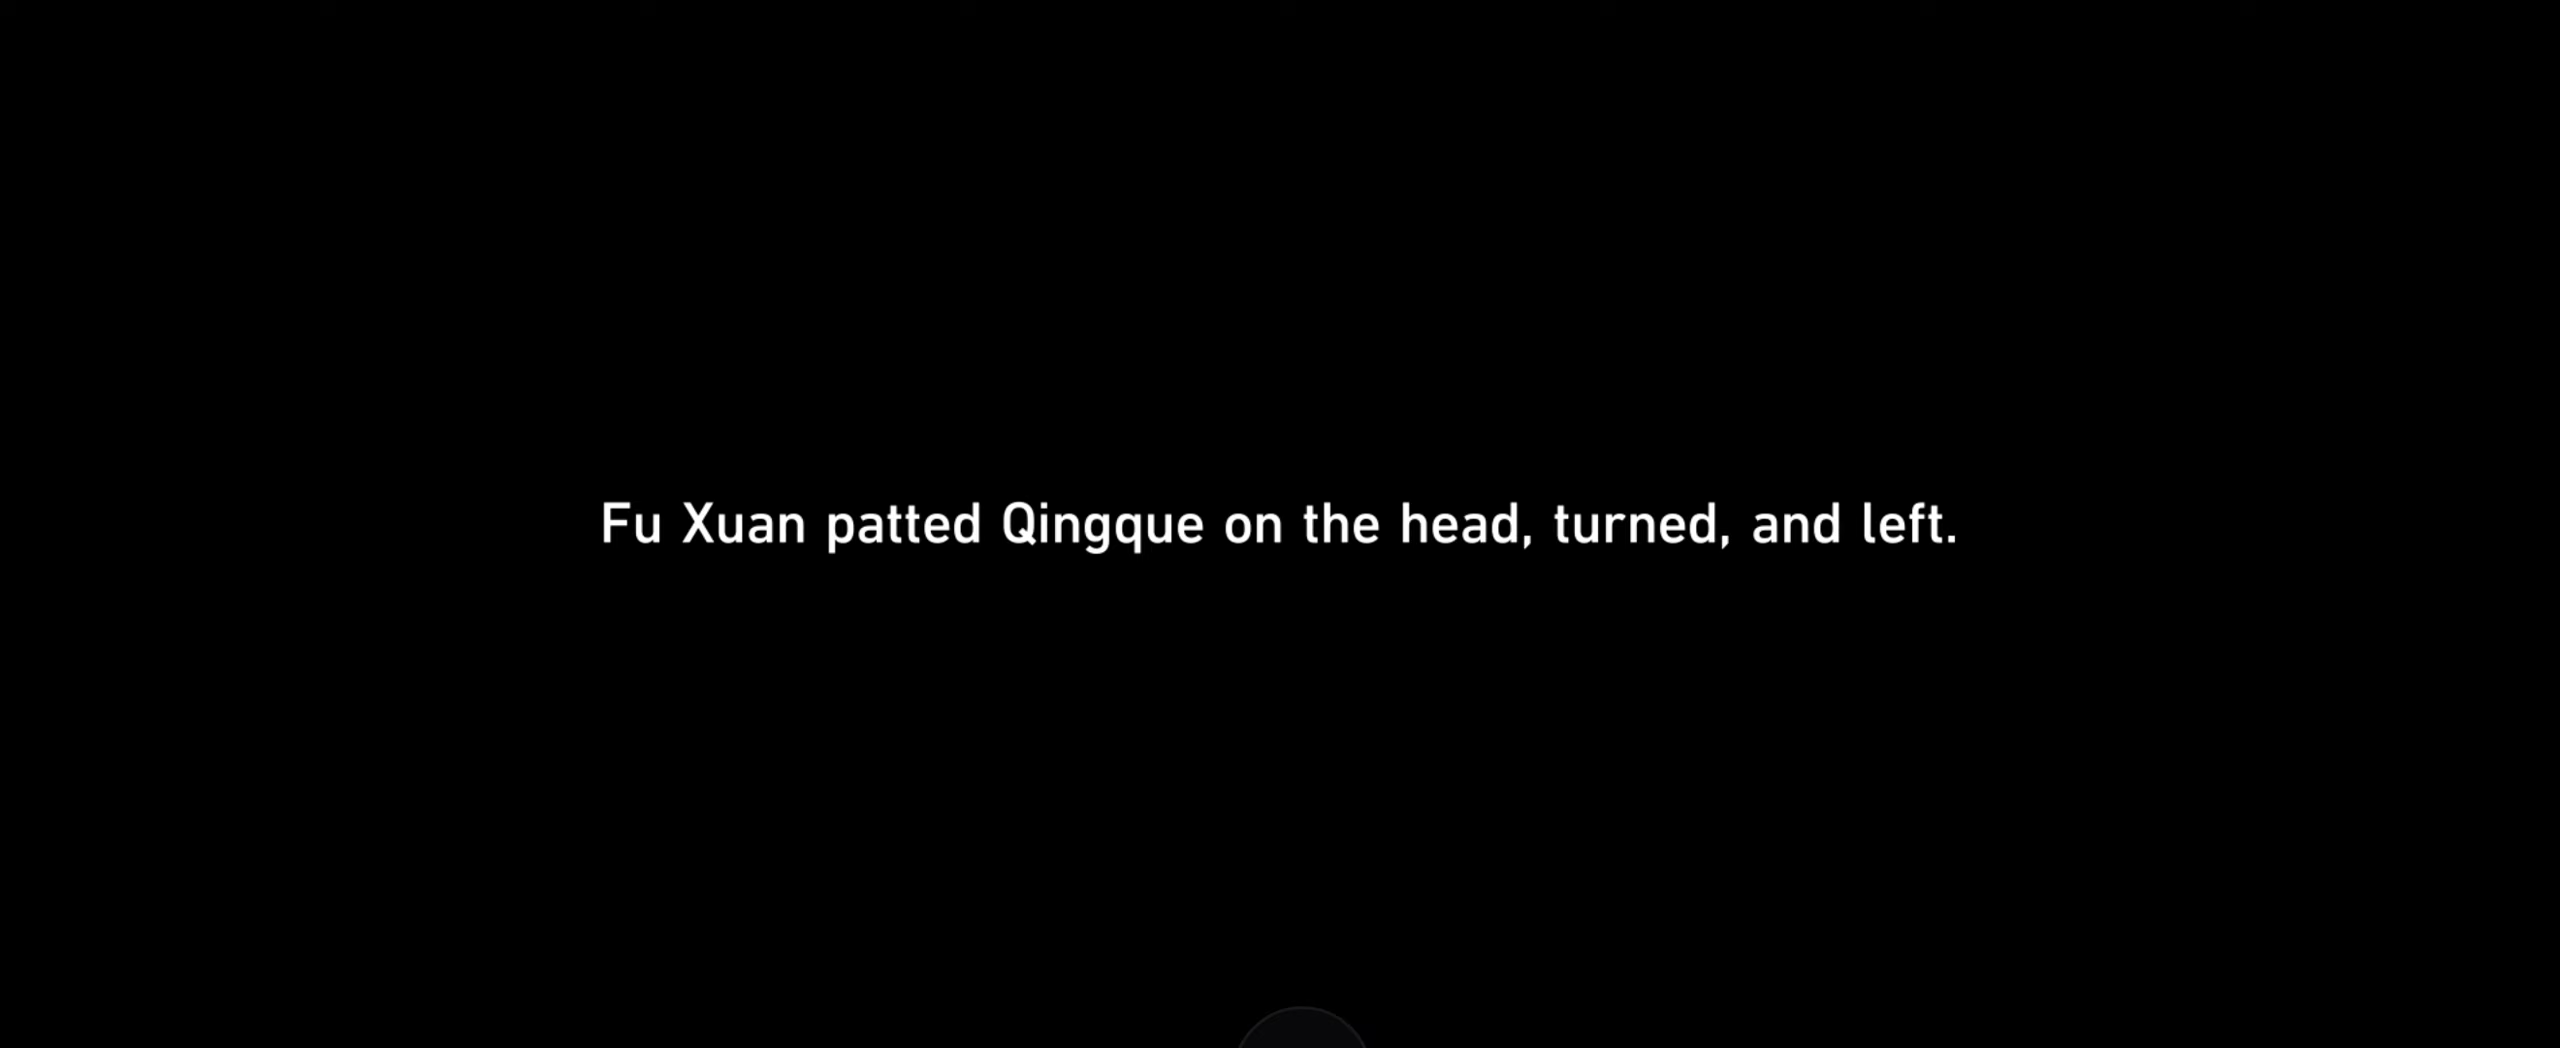 Fu Xuan patted Qingque on the head, turned, and left.